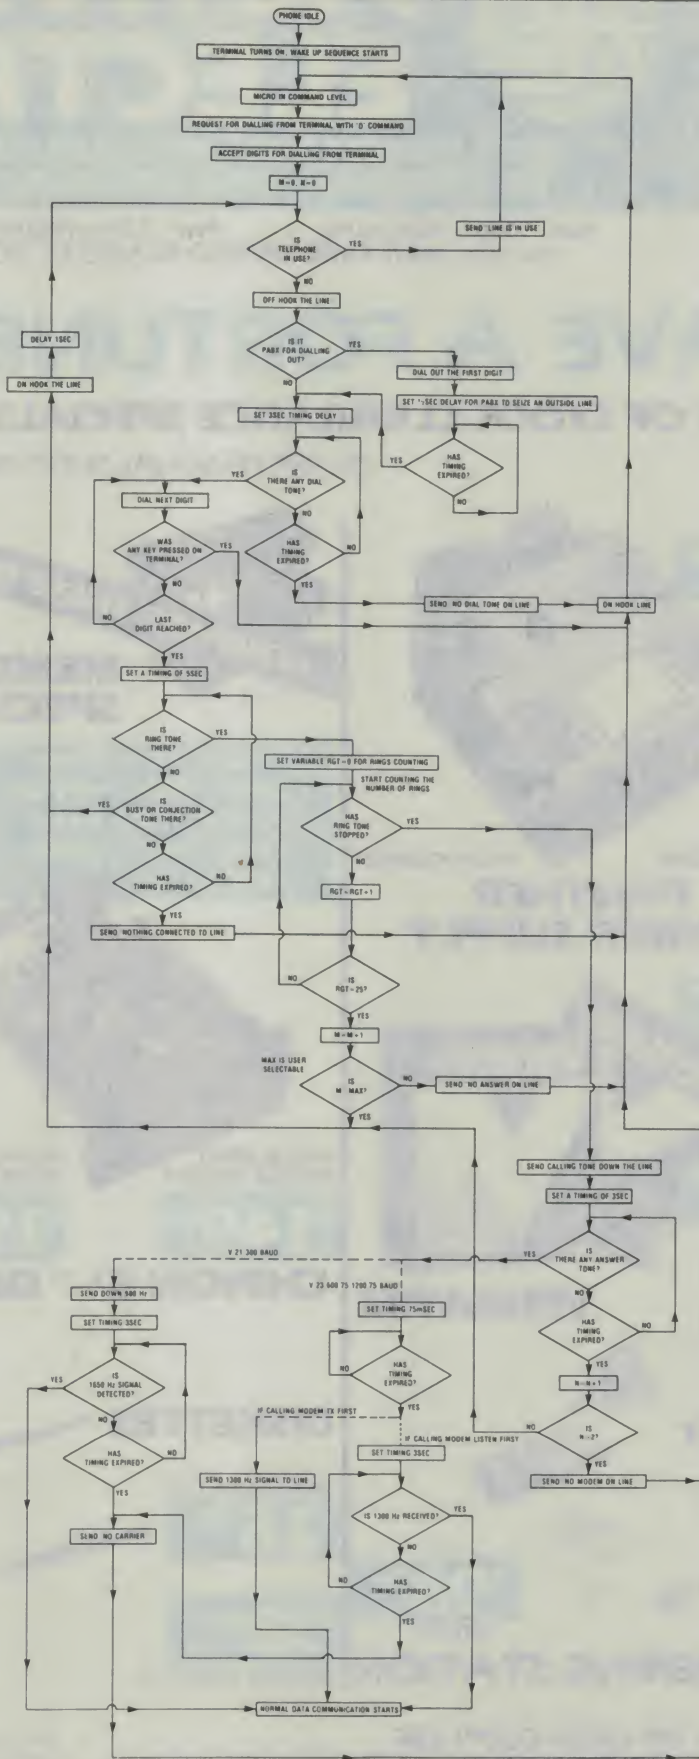 PHONE IDLE
TERMINAL TURNS ON, WAKE UP SEQUENCE STARTS
MICRO IN COMMAND LEVEL
REQUEST FOR DIALLING FROM TERMINAL WITH 'D' COMMAND
ACCEPT DIGITS FOR DIALLING FROM TERMINAL
M=0, N=0
IS
TELEPHONE
IN USE?
YES
SEND 'LINE IS IN USE
NO
OFF HOOK THE LINE
DELAY 1SEC
ON HOOK THE LINE
IS IT
PABX FOR DIALLING
OUT?
YES
NO
DIAL OUT THE FIRST DIGIT
SET ½SEC DELAY FOR PABX TO SEIZE AN OUTSIDE LINE
HAS
TIMING
EXPIRED?
YES
NO
SET 3SEC TIMING DELAY
IS
THERE ANY DIAL
TONE?
YES
NO
HAS
TIMING
EXPIRED?
NO
YES
SEND 'NO DIAL TONE ON LINE
ON HOOK LINE
DIAL NEXT DIGIT
WAS
ANY KEY PRESSED ON
TERMINAL?
YES
NO
LAST
DIGIT REACHED?
NO
YES
SET A TIMING OF 5SEC
IS
RING TONE
THERE?
YES
NO
SET VARIABLE RGT=0 FOR RINGS COUNTING
START COUNTING THE
NUMBER OF RINGS
IS
BUSY OR CONJECTION
TONE THERE?
YES
NO
HAS
TIMING EXPIRED?
NO
YES
SEND 'NOTHING CONNECTED TO LINE
HAS
RING TONE
STOPPED?
YES
NO
RGT=RGT+1
IS
RGT=25?
NO
YES
M=M+1
MAX IS USER
SELECTABLE
IS
M MAX?
NO
YES
SEND 'NO ANSWER ON LINE
SEND CALLING TONE DOWN THE LINE
SET A TIMING OF 3SEC
IS
THERE ANY ANSWER
TONE?
YES
NO
HAS
TIMING
EXPIRED?
NO
YES
N=N+1
IS
N=2?
NO
YES
SEND 'NO MODEM ON LINE
V 21 300 BAUD
V 23 600 75 1200 75 BAUD
SEND DOWN 980 Hz
SET TIMING 3SEC
IS
1650 Hz SIGNAL
DETECTED?
YES
NO
HAS
TIMING EXPIRED?
NO
YES
SEND 'NO CARRIER
SET TIMING 75mSEC
HAS
TIMING
EXPIRED?
NO
YES
IF CALLING MODEM TX FIRST
IF CALLING MODEM LISTEN FIRST
SEND 1300 Hz SIGNAL TO LINE
SET TIMING 3SEC
IS 1300 Hz RECEIVED?
YES
NO
HAS
TIMING EXPIRED?
NO
YES
NORMAL DATA COMMUNICATION STARTS